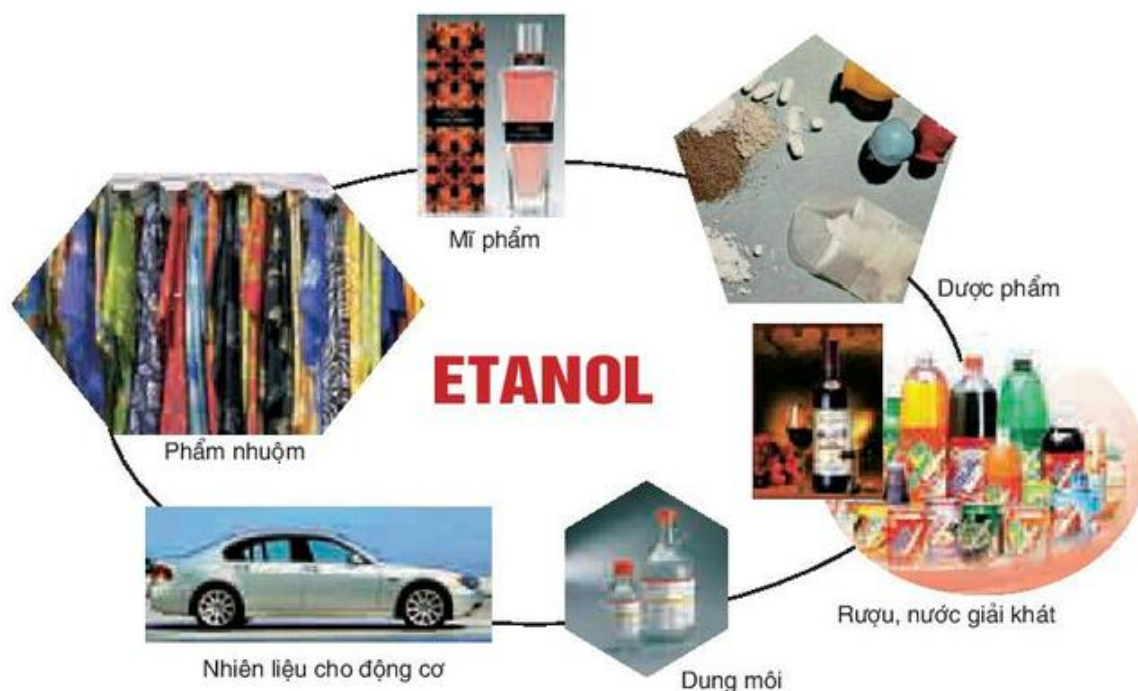 Mĩ phẩm
Dược phẩm
ETANOL
Phẩm nhuộm
Rượu, nước giải khát
Nhiên liệu cho động cơ
Dung môi